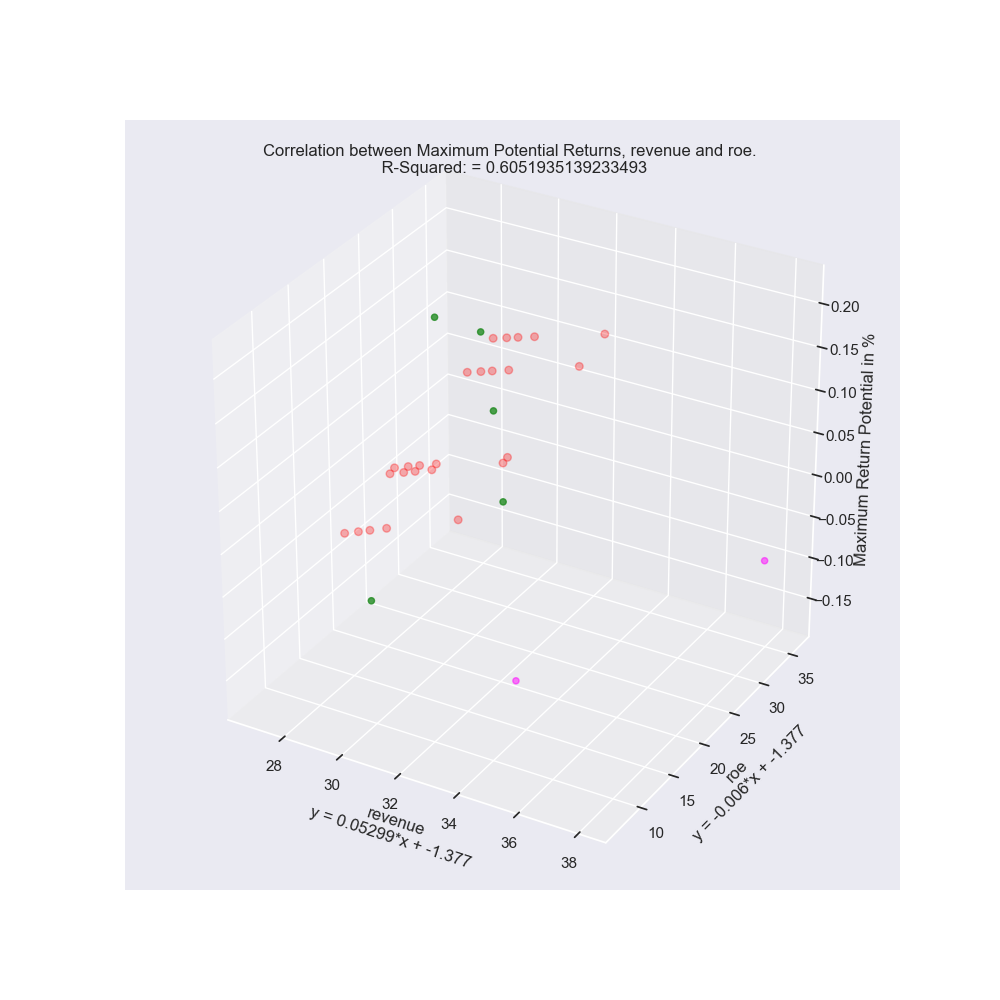 Correlation between Maximum Potential Returns, revenue and roe.
R-Squared: = 0.6051935139233493
0.20
0.15
0.10
0.05
0.00
−0.05
−0.10
−0.15
Maximum Return Potential in %
35
30
25
20
15
10
roe
y = -0.006*x + -1.377
28
30
32
34
36
38
revenue
y = 0.05299*x + -1.377